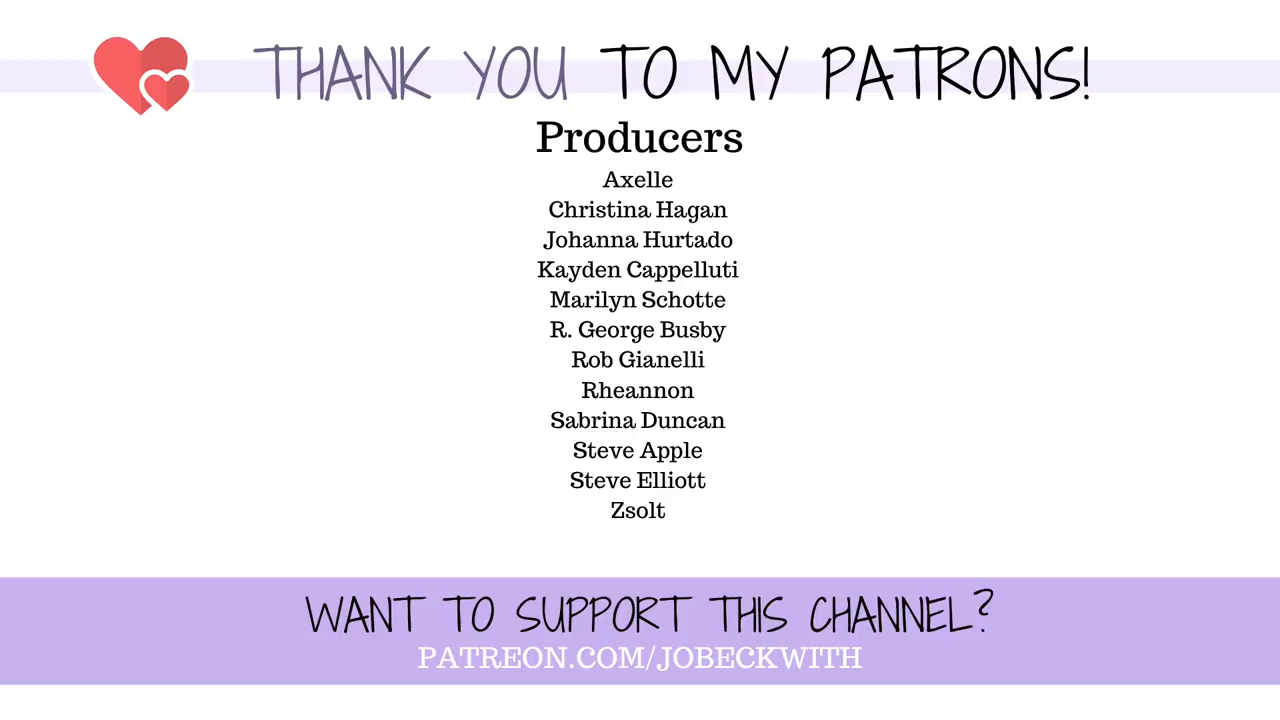 THANK YOU TO MY PATRONS!
Producers
Axelle
Christina Hagan
Johanna Hurtado
Kayden Cappelluti
Marilyn Schotte
R. George Busby
Rob Gianelli
Rheannon
Sabrina Duncan
Steve Apple
Steve Elliott
Zsolt
WANT TO SUPPORT THIS CHANNEL?
PATREON.COM/JOBECKWITH